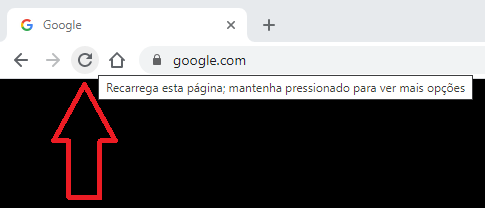 Google
google.com
Recarrega esta página; mantenha pressionado para ver mais opções